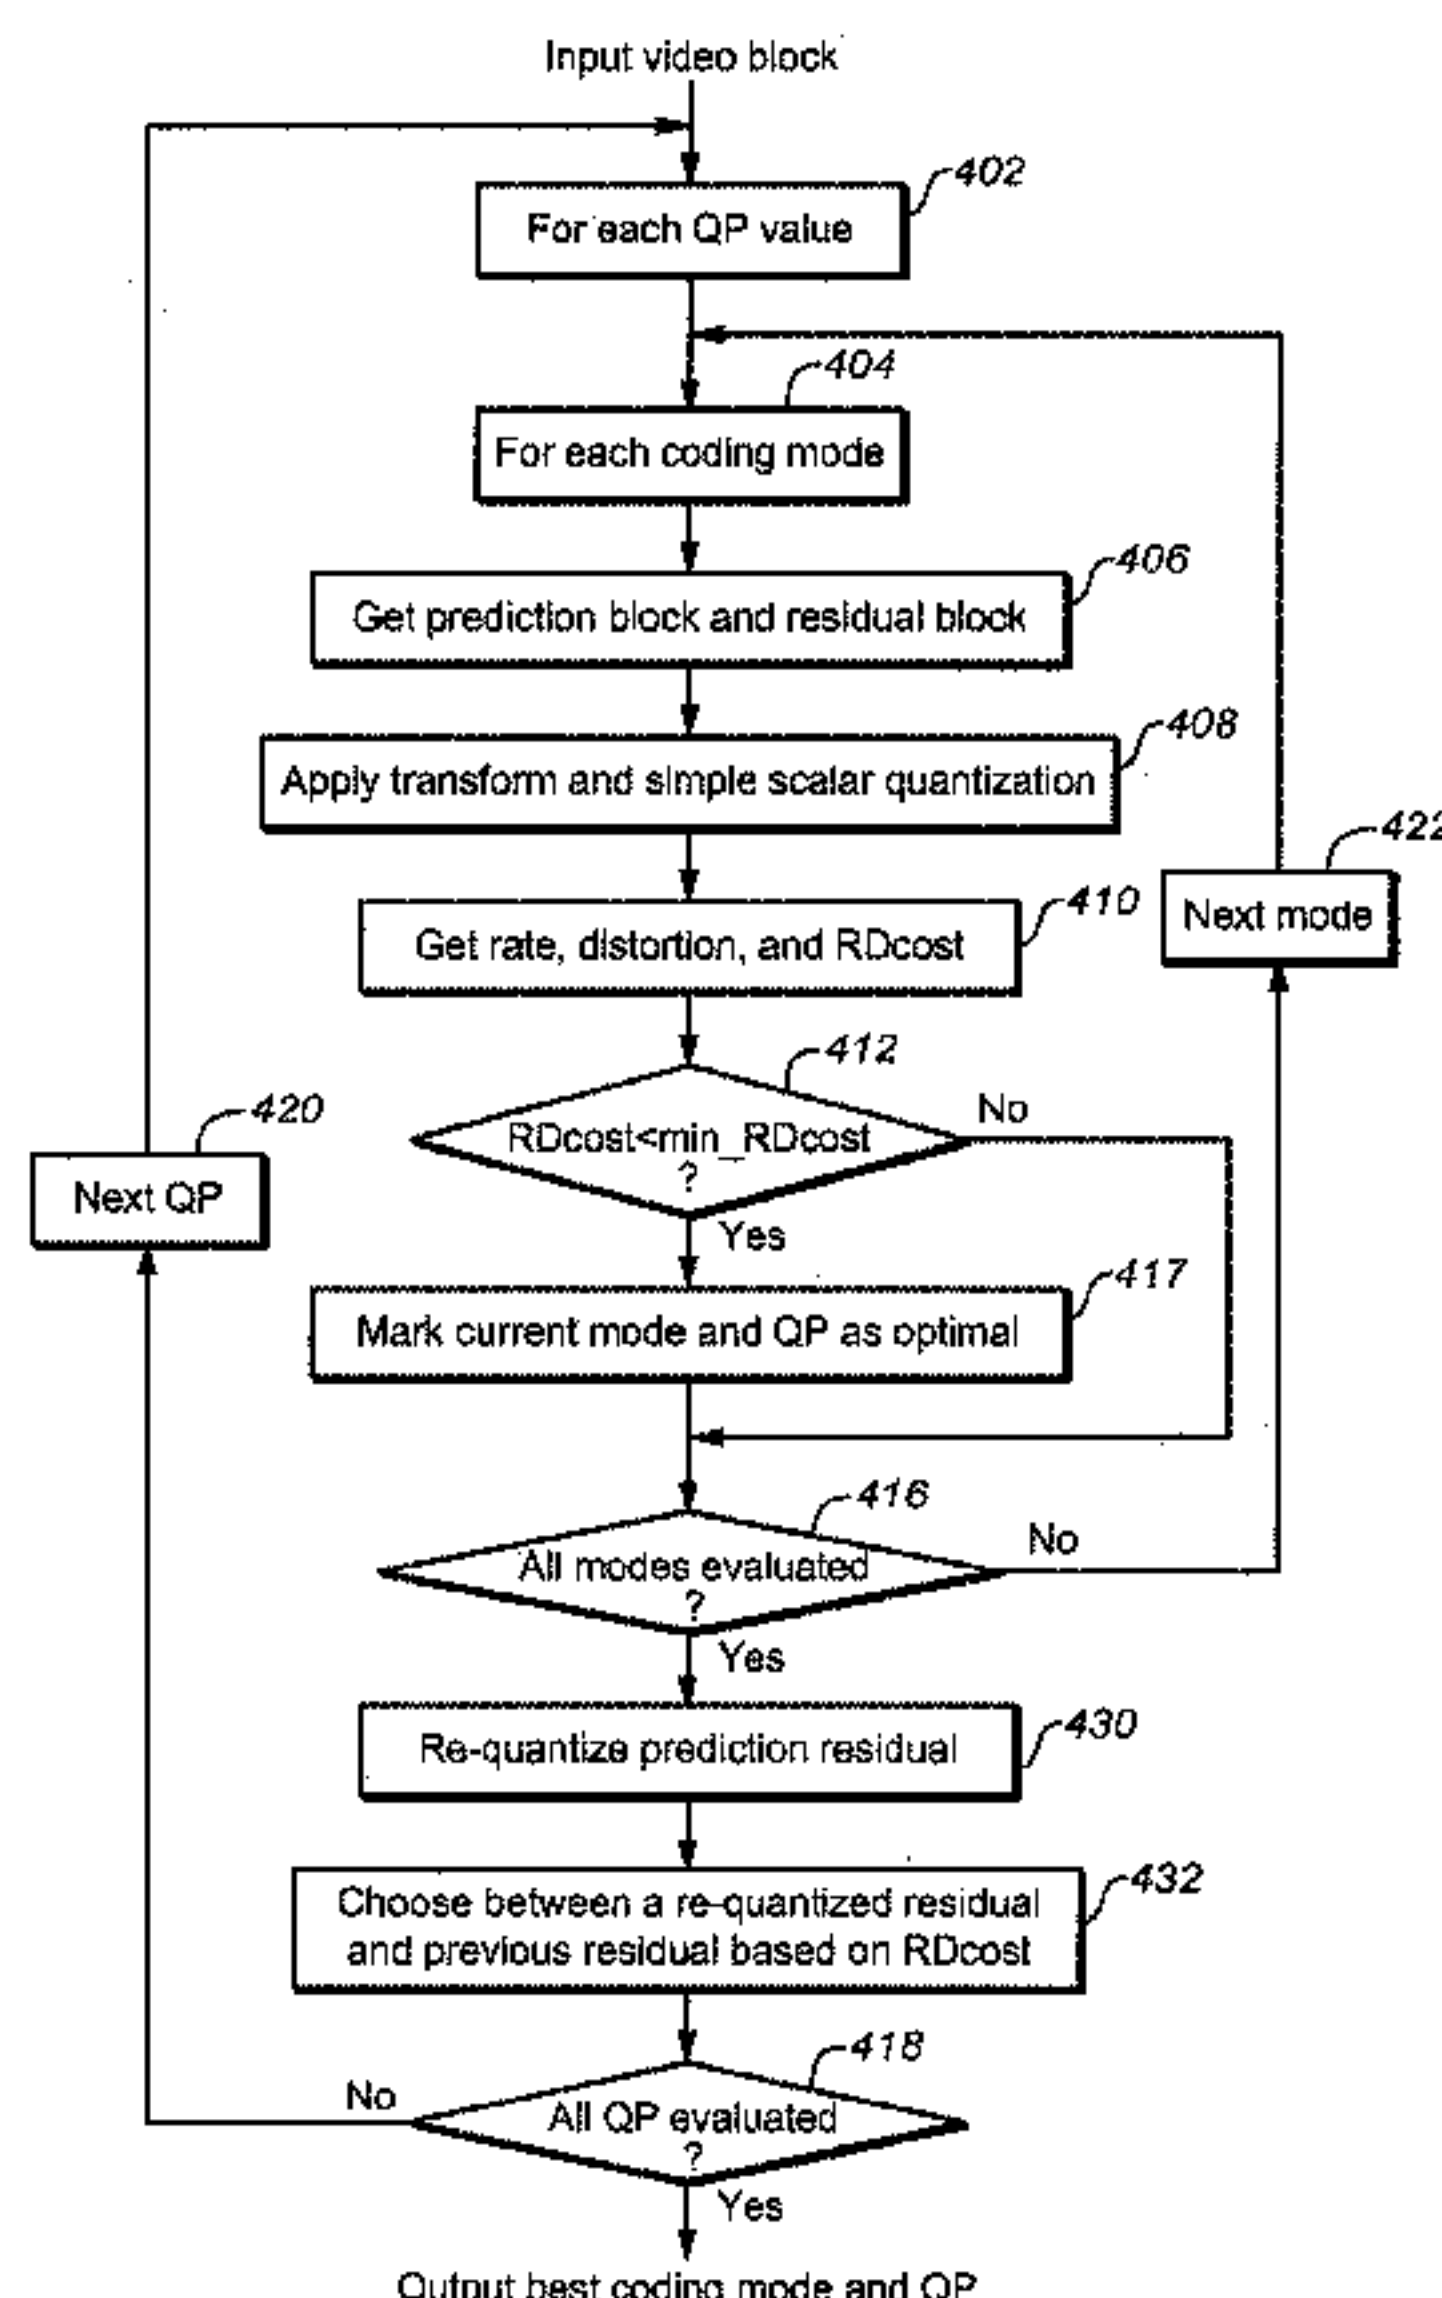 Input video block
402
For each QP value
404
For each coding mode
406
Get prediction block and residual block
408
Apply transform and simple scalar quantization
422
Next mode
410
Get rate, distortion, and RDcost
412
RDcost<min_RDcost
?
No
Yes
420
Next QP
417
Mark current mode and QP as optimal
416
All modes evaluated
?
No
Yes
430
Re-quantize prediction residual
432
Choose between a re-quantized residual
and previous residual based on RDcost
418
All QP evaluated
?
No
Yes
Output best coding mode and QP